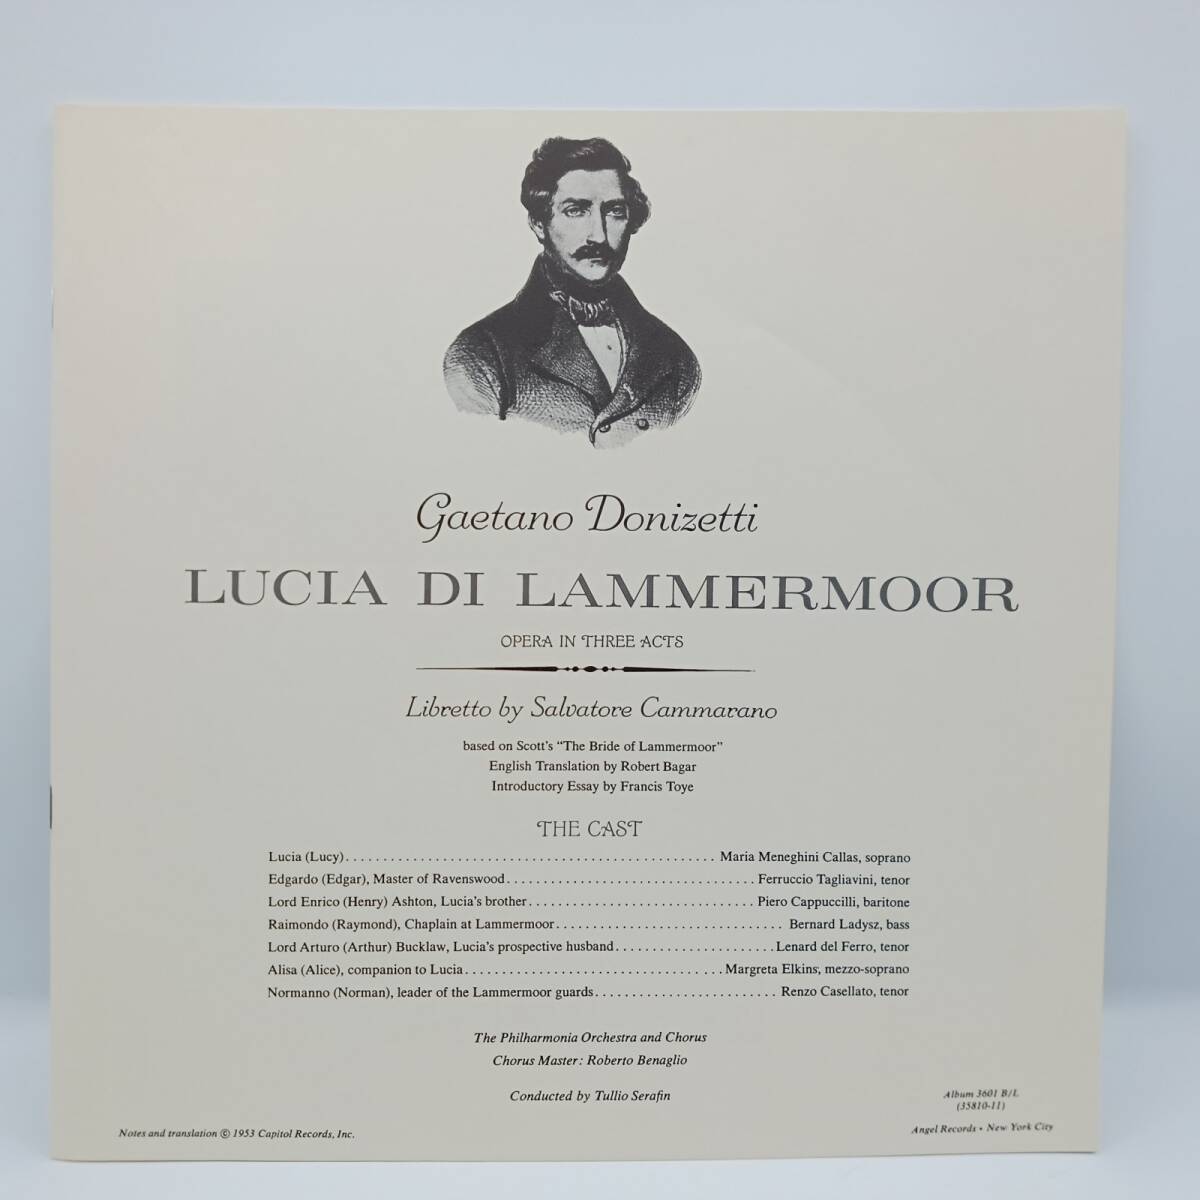 Gaetano Donizetti
LUCIA DI LAMMERMOOR
OPERA IN THREE ACTS
Libretto by Salvatore Cammarano
based on Scott's "The Bride of Lammermoor"
English Translation by Robert Bagar
Introductory Essay by Francis Toye
THE CAST
Lucia (Lucy)................................................. Maria Meneghini Callas, soprano
Edgardo (Edgar), Master of Ravenswood................................. Ferruccio Tagliavini, tenor
Lord Enrico (Henry) Ashton, Lucia's brother.............................. Piero Cappuccilli, baritone
Raimondo (Raymond), Chaplain at Lammermoor............................... Bernard Ladysz, bass
Lord Arturo (Arthur) Bucklaw, Lucia's prospective husband.....................Lenard del Ferro, tenor
Alisa (Alice), companion to Lucia...................................Margreta Elkins, mezzo-soprano
Normanno (Norman), leader of the Lammermoor guards........................ Renzo Casellato, tenor
The Philharmonia Orchestra and Chorus
Chorus Master: Roberto Benaglio
Conducted by Tullio Serafin
Album 3601 B/L
(35810-11)
Notes and translation © 1953 Capitol Records, Inc.
Angel Records • New York City